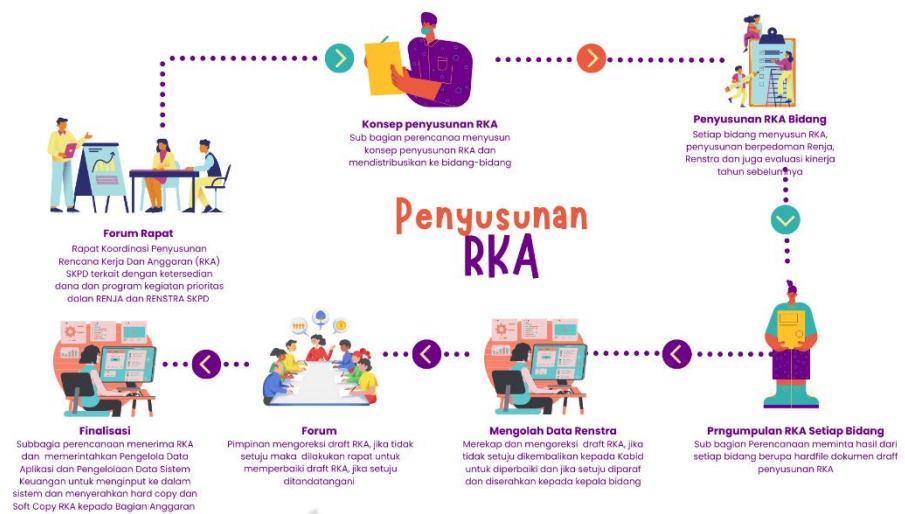 Penyusunan
RKA
Forum Rapat
Rapat Koordinasi Penyusunan
Rencana Kerja Dan Anggaran (RKA)
SKPD terkait dengan ketersedian
dana dan program kegiatan prioritas
dalan RENJA dan RENSTRA SKPD
Konsep penyusunan RKA
Sub bagian perencanaa menyusun
konsep penyusunan RKA dan
mendistribusikan ke bidang-bidang
Penyusunan RKA Bidang
Setiap bidang menyusun RKA,
penyusunan berpedoman Renja,
Renstra dan juga evaluasi kinerja
tahun sebelumnya
Prngumpulan RKA Setiap Bidang
Sub bagian Perencanaan meminta hasil dari
setiap bidang berupa hardfile dokumen draff
penyusunan RKA
Mengolah Data Renstra
Merekap dan mengoreksi draft RKA, jika
tidak setuju dikembalikan kepada Kabid
untuk diperbaiki dan jika setuju diparaf
dan diserahkan kepada kepala bidang
Forum
Pimpinan mengoreksi draft RKA, jika tidak
setuju maka dilakukan rapat untuk
memperbaiki draft RKA, jika setuju
ditandatangani
Finalisasi
Subbagia perencanaan menerima RKA
dan memerintahkan Pengelola Data
Aplikasi dan Pengelolaan Data Sistem
Keuangan untuk menginput ke dalam
sistem dan menyerahkan hard copy dan
Soft Copy RKA kepada Bagian Anggaran